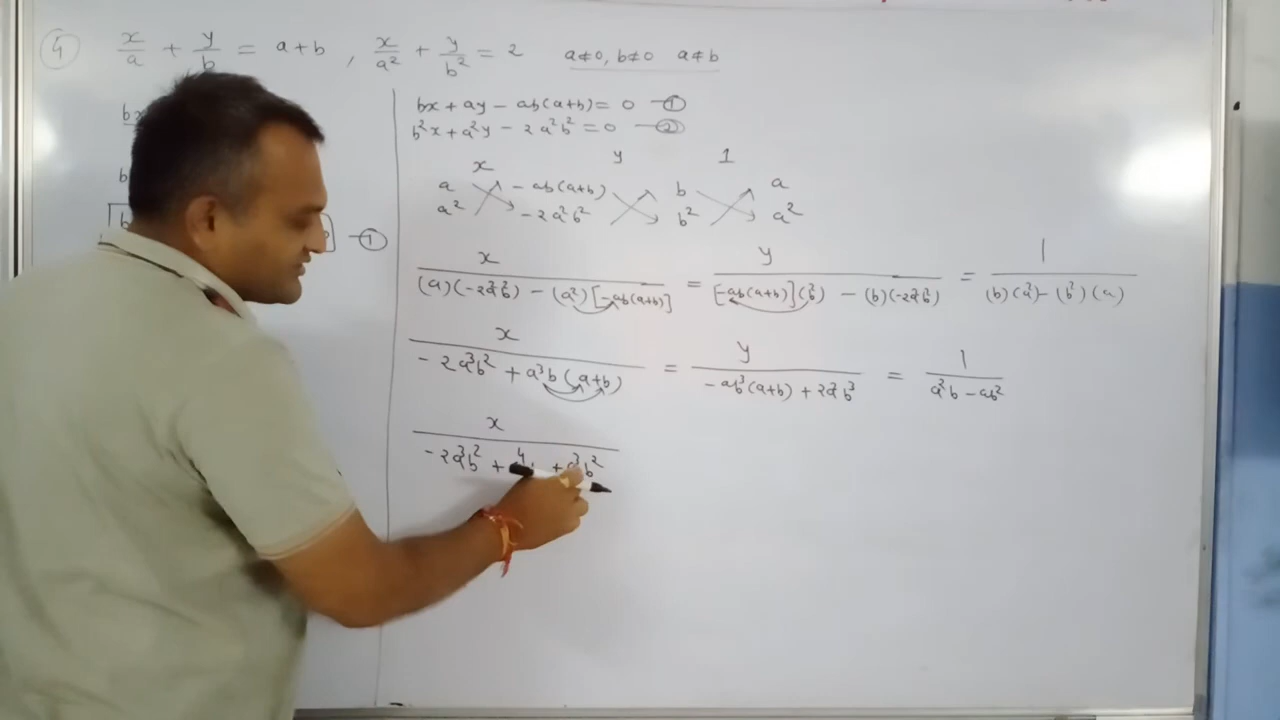 4 x/a + y/b = a+b , x/a² + y/b² = 2 a≠0, b≠0 a≠b
bx
b
b
1
bx + ay − ab(a+b) = 0 — 1
b²x + a²y − 2a²b² = 0 — 2
x y 1
a −ab(a+b) b a
a² −2a²b² b² a²
x / (a)(−2a²b²) − (a²)[−ab(a+b)] = y / [−ab(a+b)](b²) − (b)(−2a²b²) = 1 / (b)(a²) − (b²)(a)
x / −2a³b² + a³b(a+b) = y / −ab³(a+b) + 2a²b³ = 1 / a²b − ab²
x / −2a³b² + 4 + a³b²